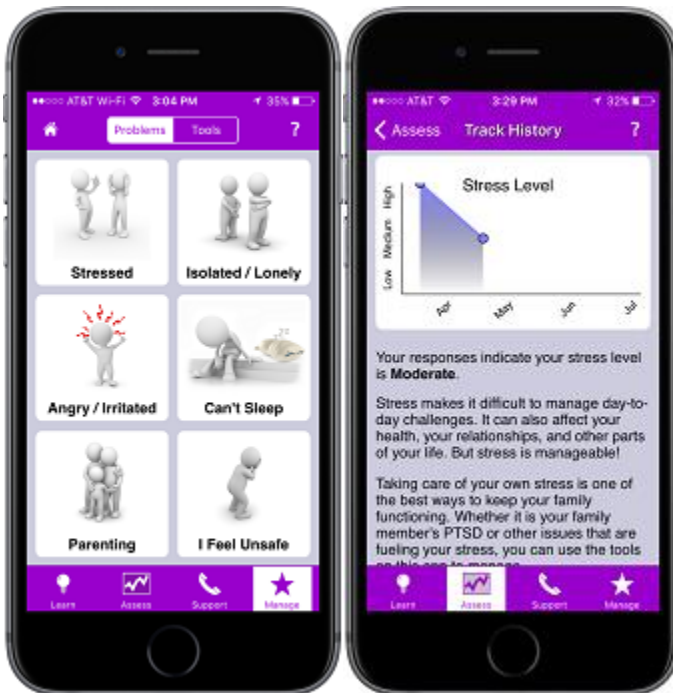 AT&T Wi-Fi 3:04 PM 35%
Problems Tools ?
Stressed
Isolated / Lonely
Angry / Irritated
Can't Sleep
Parenting
I Feel Unsafe
Learn Assess Support Manage
AT&T 3:29 PM 32%
Assess Track History ?
Stress Level
High
Medium
Low
Apr May Jun Jul
Your responses indicate your stress level
is Moderate.
Stress makes it difficult to manage day-to-
day challenges. It can also affect your
health, your relationships, and other parts
of your life. But stress is manageable!
Taking care of your own stress is one of
the best ways to keep your family
functioning. Whether it is your family
member's PTSD or other issues that are
fueling your stress, you can use the tools
on this app to manage
Learn Assess Support Manage